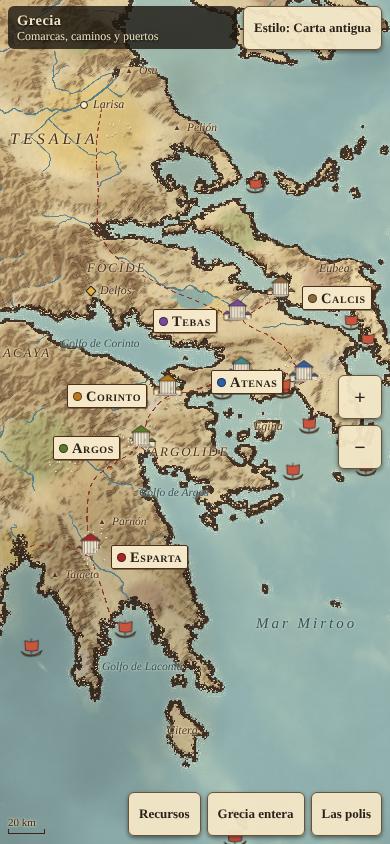 Grecia
Comarcas, caminos y puertos
Estilo: Carta antigua
Osa
Larisa
Pelión
TESALIA
FÓCIDE
Eubea
Delfos
CALCIS
TEBAS
Golfo de Corinto
ACAYA
ATENAS
CORINTO
+
Egina
ARGOS
ARGÓLIDE
−
Golfo de Argos
Parnón
ESPARTA
Taigeto
Mar Mirtoo
Golfo de Laconia
Citera
20 km
Recursos
Grecia entera
Las polis